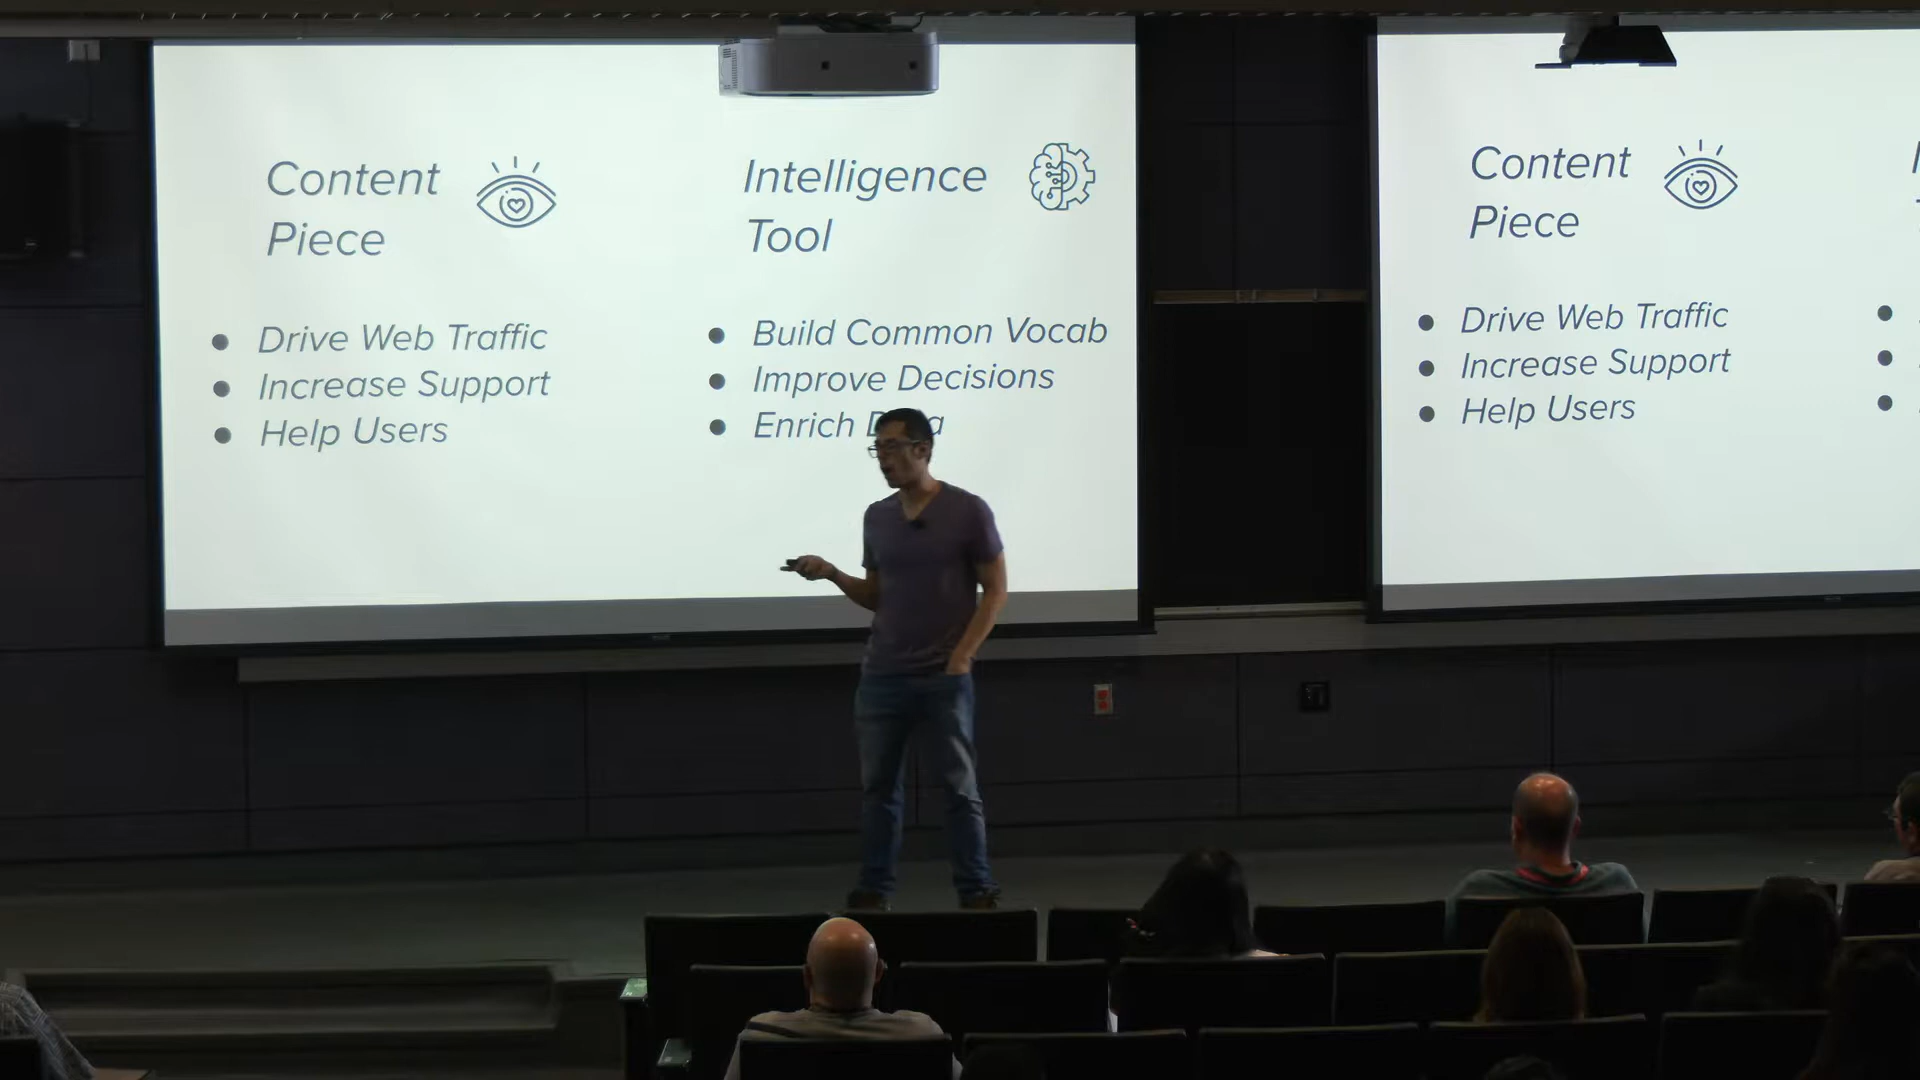 Content
Piece
Drive Web Traffic
Increase Support
Help Users
Intelligence
Tool
Build Common Vocab
Improve Decisions
Enrich
Content
Piece
Drive Web Traffic
Increase Support
Help Users